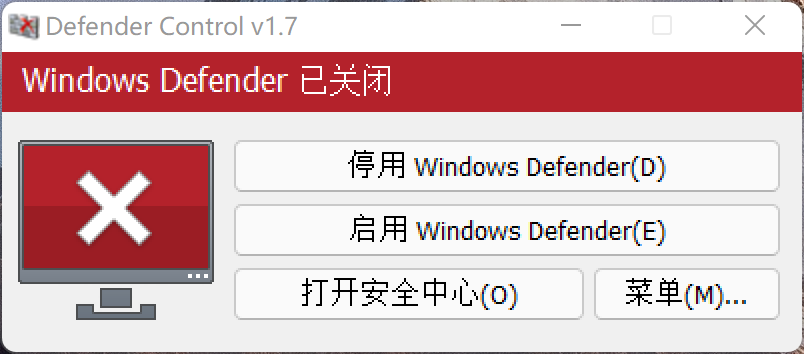 Defender Control v1.7
Windows Defender 已关闭
停用 Windows Defender(D)
启用 Windows Defender(E)
打开安全中心(O)
菜单(M)...